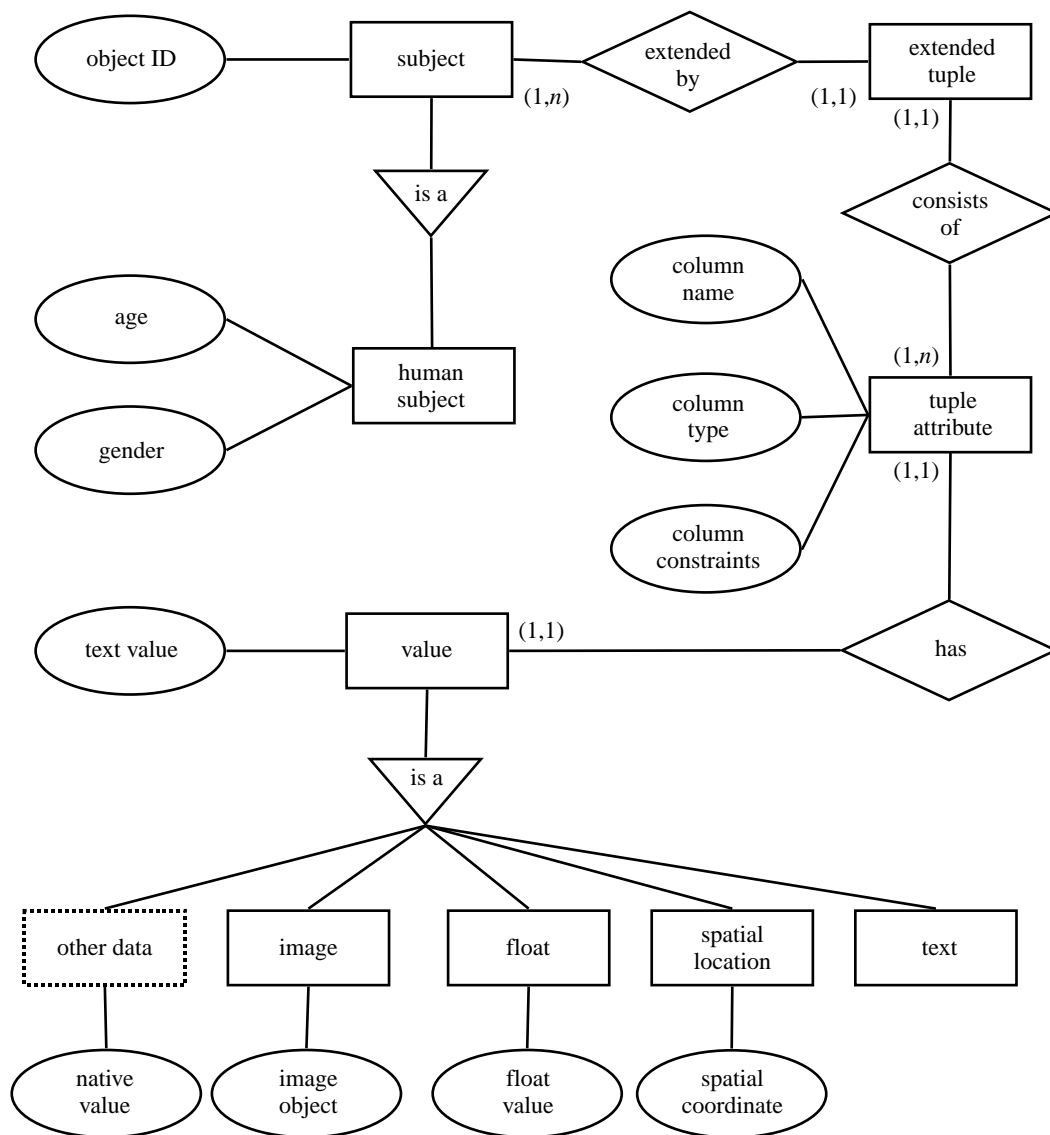 object ID
subject
extended
by
extended
tuple
(1,n)
(1,1)
(1,1)
is a
consists
of
column
name
age
(1,n)
human
subject
column
type
tuple
attribute
gender
(1,1)
column
constraints
text value
value
(1,1)
has
is a
other data
image
float
spatial
location
text
native
value
image
object
float
value
spatial
coordinate